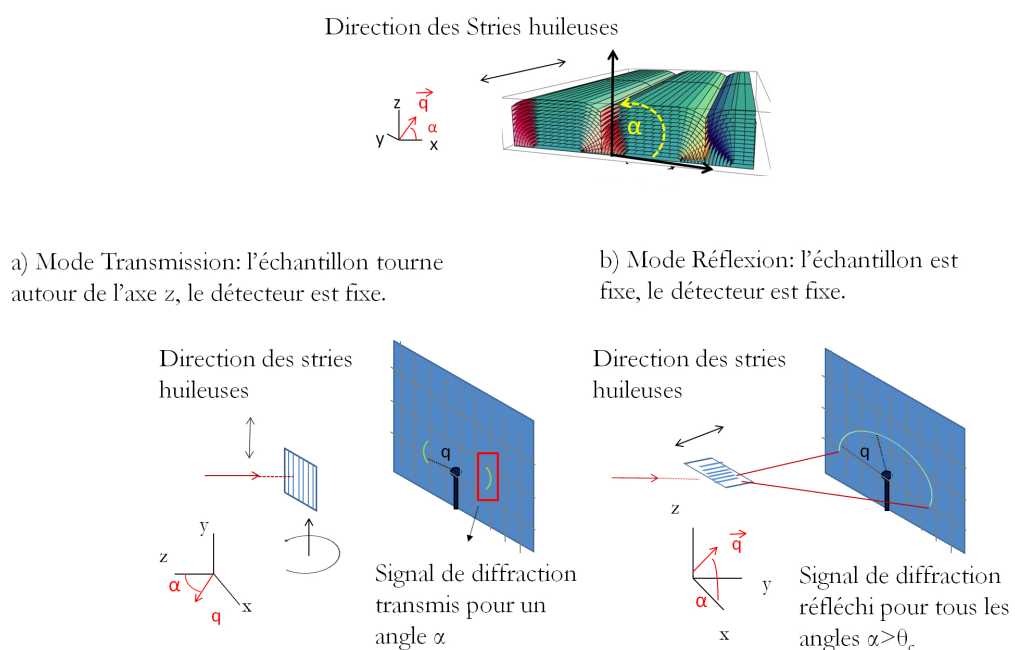 Direction des Stries huileuses
z
q
α
y
x
α
a) Mode Transmission: l'échantillon tourne
autour de l'axe z, le détecteur est fixe.
b) Mode Réflexion: l'échantillon est
fixe, le détecteur est fixe.
Direction des stries
huileuses
q
y
z
α
q
x
Signal de diffraction
transmis pour un
angle α
Direction des stries
huileuses
q
z
q
y
α
x
Signal de diffraction
réfléchi pour tous les
angles α>θc